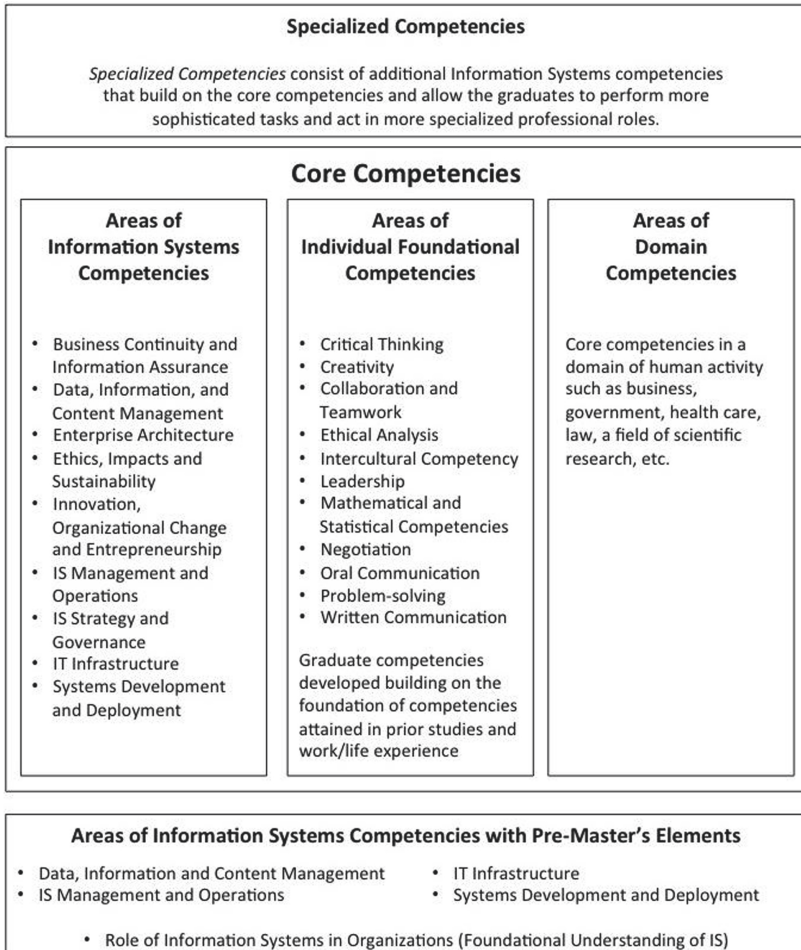 Specialized Competencies
Specialized Competencies consist of additional Information Systems competencies
that build on the core competencies and allow the graduates to perform more
sophisticated tasks and act in more specialized professional roles.
Core Competencies
Areas of
Information Systems
Competencies
• Business Continuity and
Information Assurance
• Data, Information, and
Content Management
• Enterprise Architecture
• Ethics, Impacts and
Sustainability
• Innovation,
Organizational Change
and Entrepreneurship
• IS Management and
Operations
• IS Strategy and
Governance
• IT Infrastructure
• Systems Development
and Deployment
Areas of
Individual Foundational
Competencies
• Critical Thinking
• Creativity
• Collaboration and
Teamwork
• Ethical Analysis
• Intercultural Competency
• Leadership
• Mathematical and
Statistical Competencies
• Negotiation
• Oral Communication
• Problem-solving
• Written Communication
Graduate competencies
developed building on the
foundation of competencies
attained in prior studies and
work/life experience
Areas of
Domain
Competencies
Core competencies in a
domain of human activity
such as business,
government, health care,
law, a field of scientific
research, etc.
Areas of Information Systems Competencies with Pre-Master's Elements
• Data, Information and Content Management
• IS Management and Operations
• IT Infrastructure
• Systems Development and Deployment
• Role of Information Systems in Organizations (Foundational Understanding of IS)